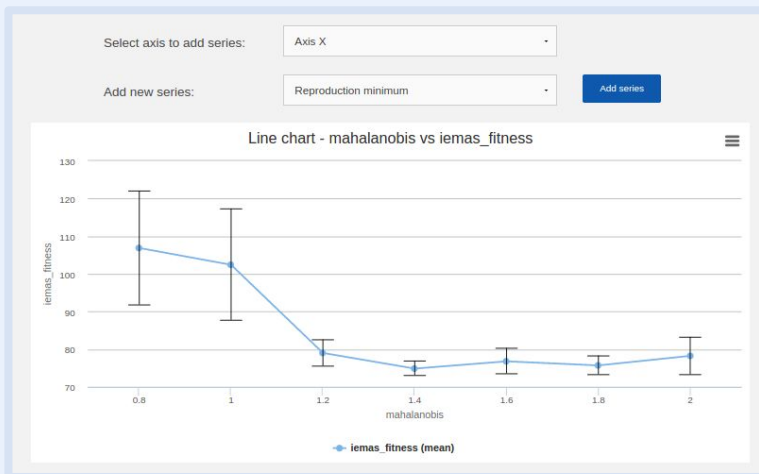 Select axis to add series: Axis X
Add new series: Reproduction minimum Add series
Line chart - mahalanobis vs iemas_fitness
130
120
110
100
90
80
70
iemas_fitness
0.8 1 1.2 1.4 1.6 1.8 2
mahalanobis
iemas_fitness (mean)